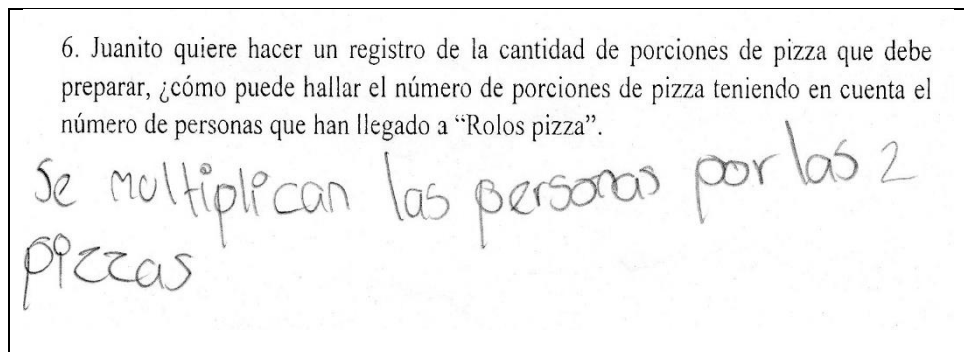 6. Juanito quiere hacer un registro de la cantidad de porciones de pizza que debe
preparar, ¿cómo puede hallar el número de porciones de pizza teniendo en cuenta el
número de personas que han llegado a “Rolos pizza”.
Se multiplican las personas por las 2
pizzas